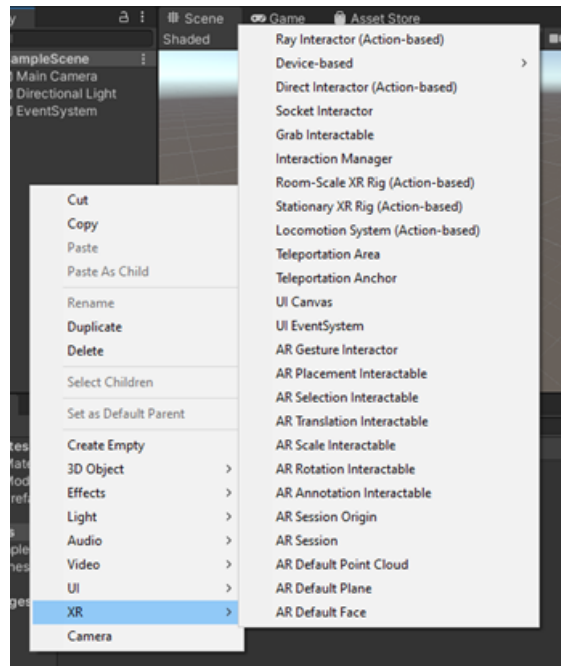 Scene
Game
Asset Store
Shaded
Main Camera
Directional Light
EventSystem
Cut
Copy
Paste
Paste As Child
Rename
Duplicate
Delete
Select Children
Set as Default Parent
Create Empty
3D Object
Effects
Light
Audio
Video
UI
XR
Camera
Ray Interactor (Action-based)
Device-based
Direct Interactor (Action-based)
Socket Interactor
Grab Interactable
Interaction Manager
Room-Scale XR Rig (Action-based)
Stationary XR Rig (Action-based)
Locomotion System (Action-based)
Teleportation Area
Teleportation Anchor
UI Canvas
UI EventSystem
AR Gesture Interactor
AR Placement Interactable
AR Selection Interactable
AR Translation Interactable
AR Scale Interactable
AR Rotation Interactable
AR Annotation Interactable
AR Session Origin
AR Session
AR Default Point Cloud
AR Default Plane
AR Default Face